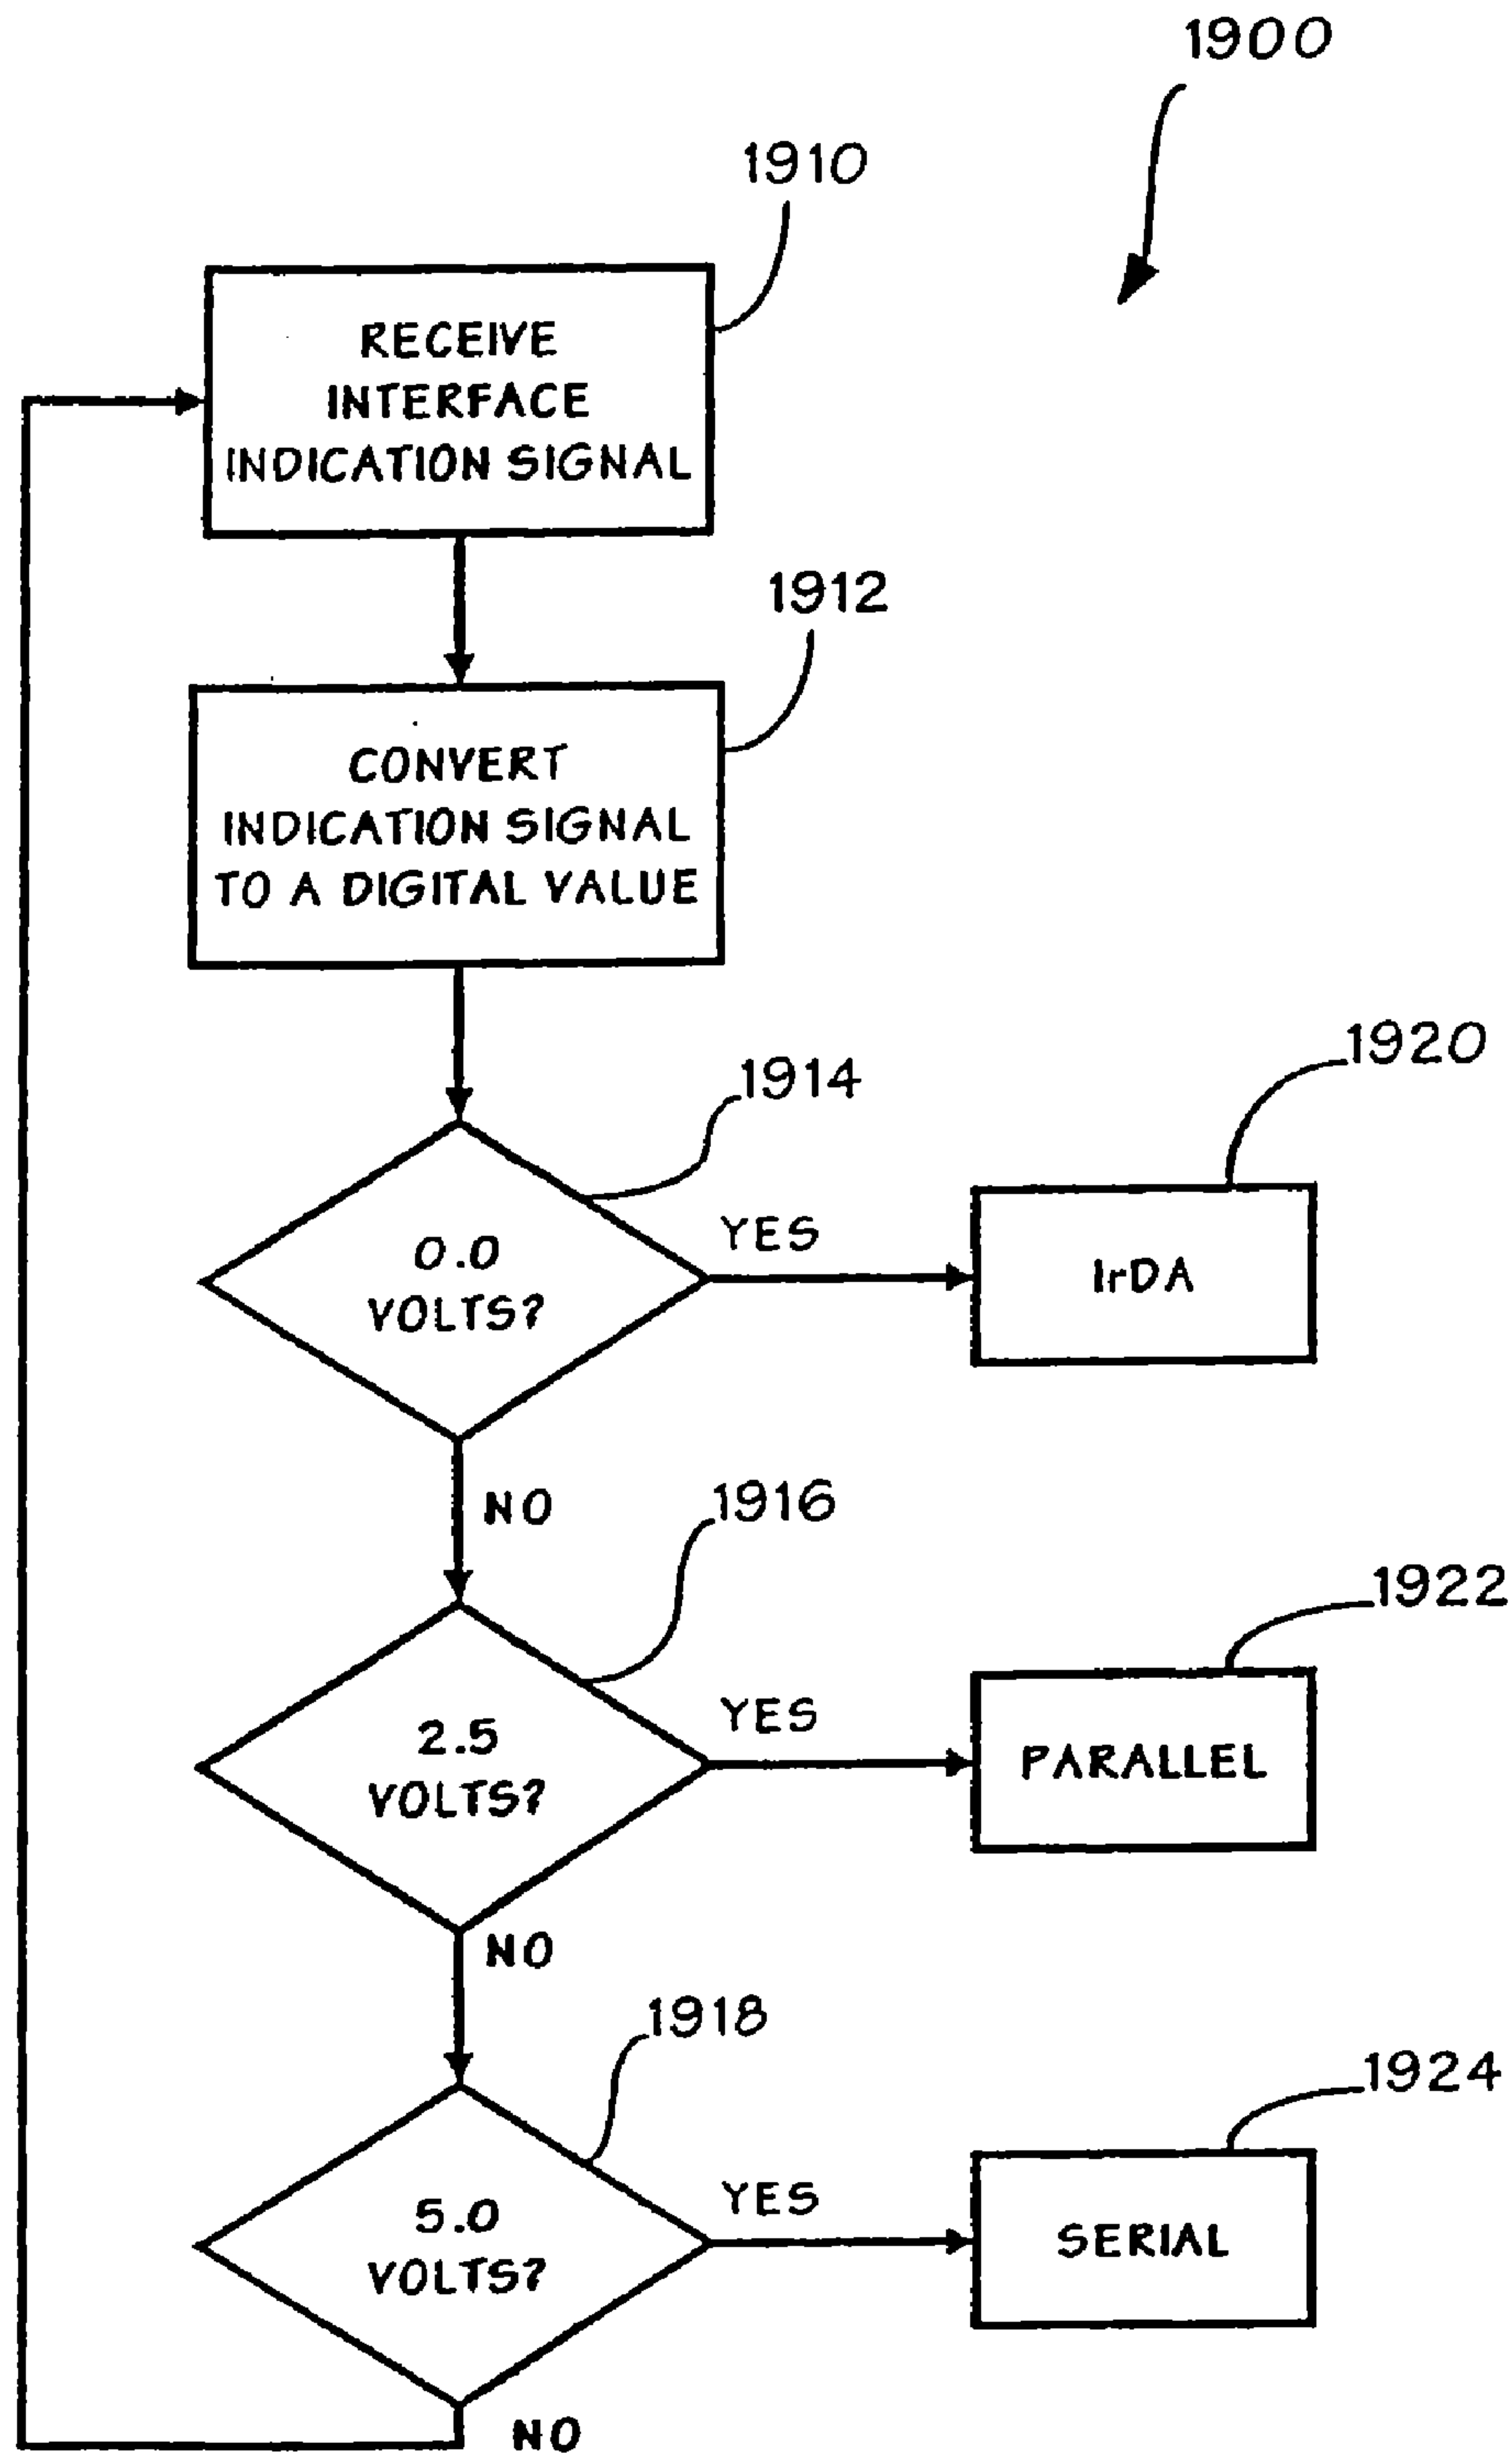 1900
1910
RECEIVE
INTERFACE
INDICATION SIGNAL
1912
CONVERT
INDICATION SIGNAL
TO A DIGITAL VALUE
1914
1920
0.0
VOLTS?
YES
IrDA
NO
1916
1922
2.5
VOLTS?
YES
PARALLEL
NO
1918
1924
5.0
VOLTS?
YES
SERIAL
NO